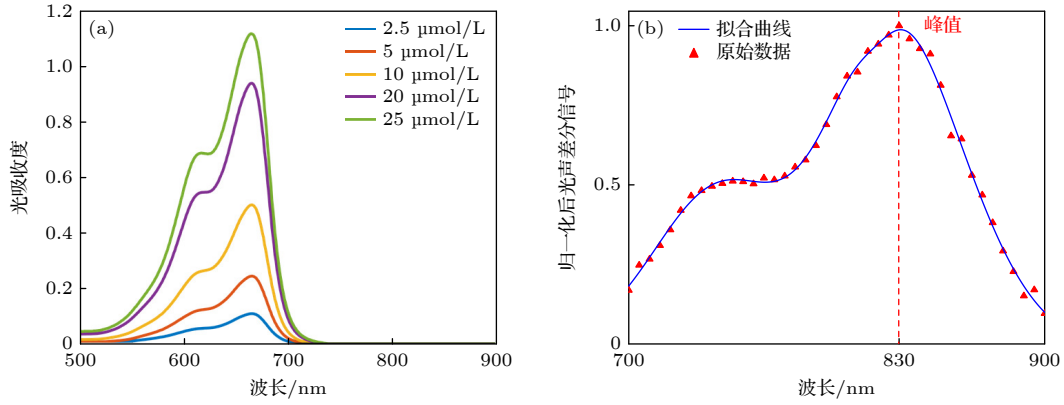 (a)
2.5 µmol/L
5 µmol/L
10 µmol/L
20 µmol/L
25 µmol/L
1.2
1.0
0.8
0.6
0.4
0.2
0
500
600
700
800
900
光吸收度
波长/nm
(b)
拟合曲线
原始数据
峰值
1.0
0.5
0
700
830
900
归一化后光声差分信号
波长/nm